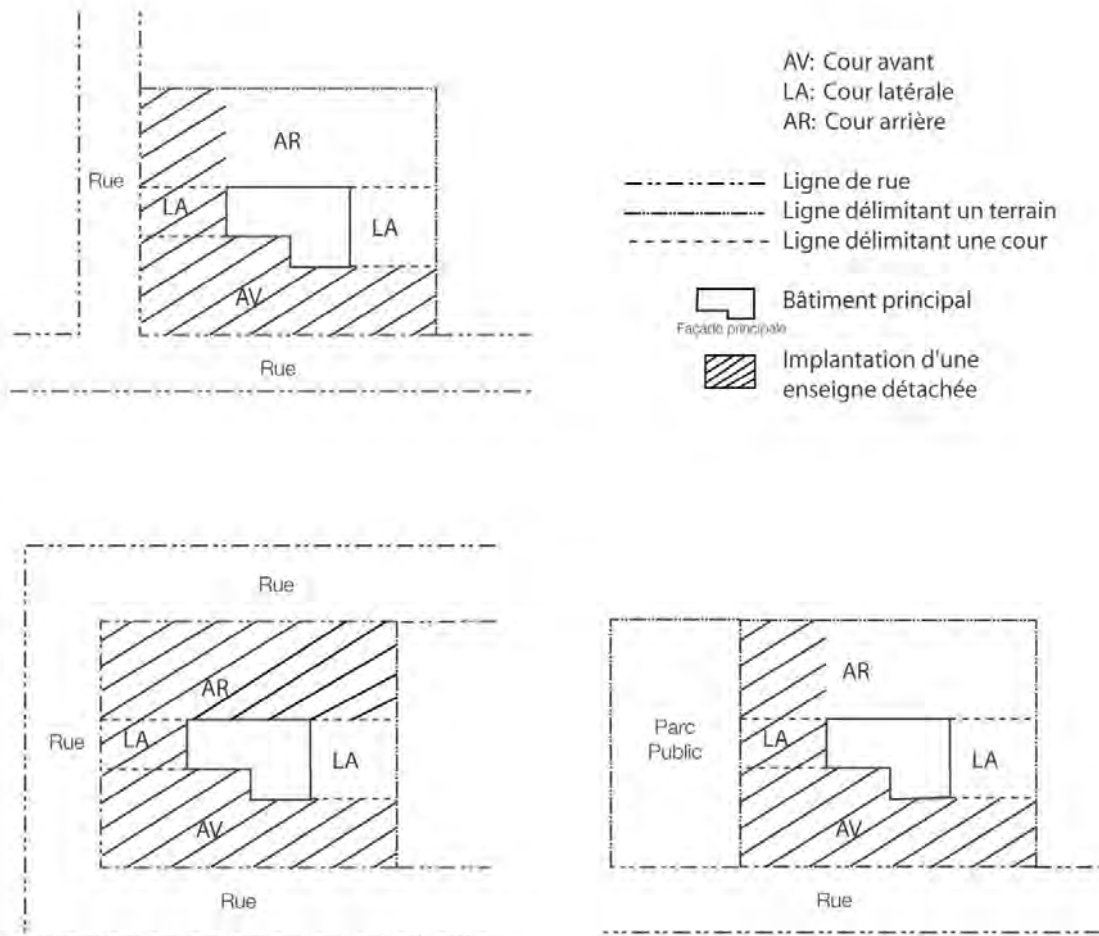 AV: Cour avant
LA: Cour latérale
AR: Cour arrière
Ligne de rue
Ligne délimitant un terrain
Ligne délimitant une cour
Bâtiment principal
Façade principale
Implantation d'une
enseigne détachée
AR
Rue
LA
LA
AV
Rue
Rue
AR
Rue
LA
LA
AV
Rue
AR
Parc
Public
LA
LA
AV
Rue